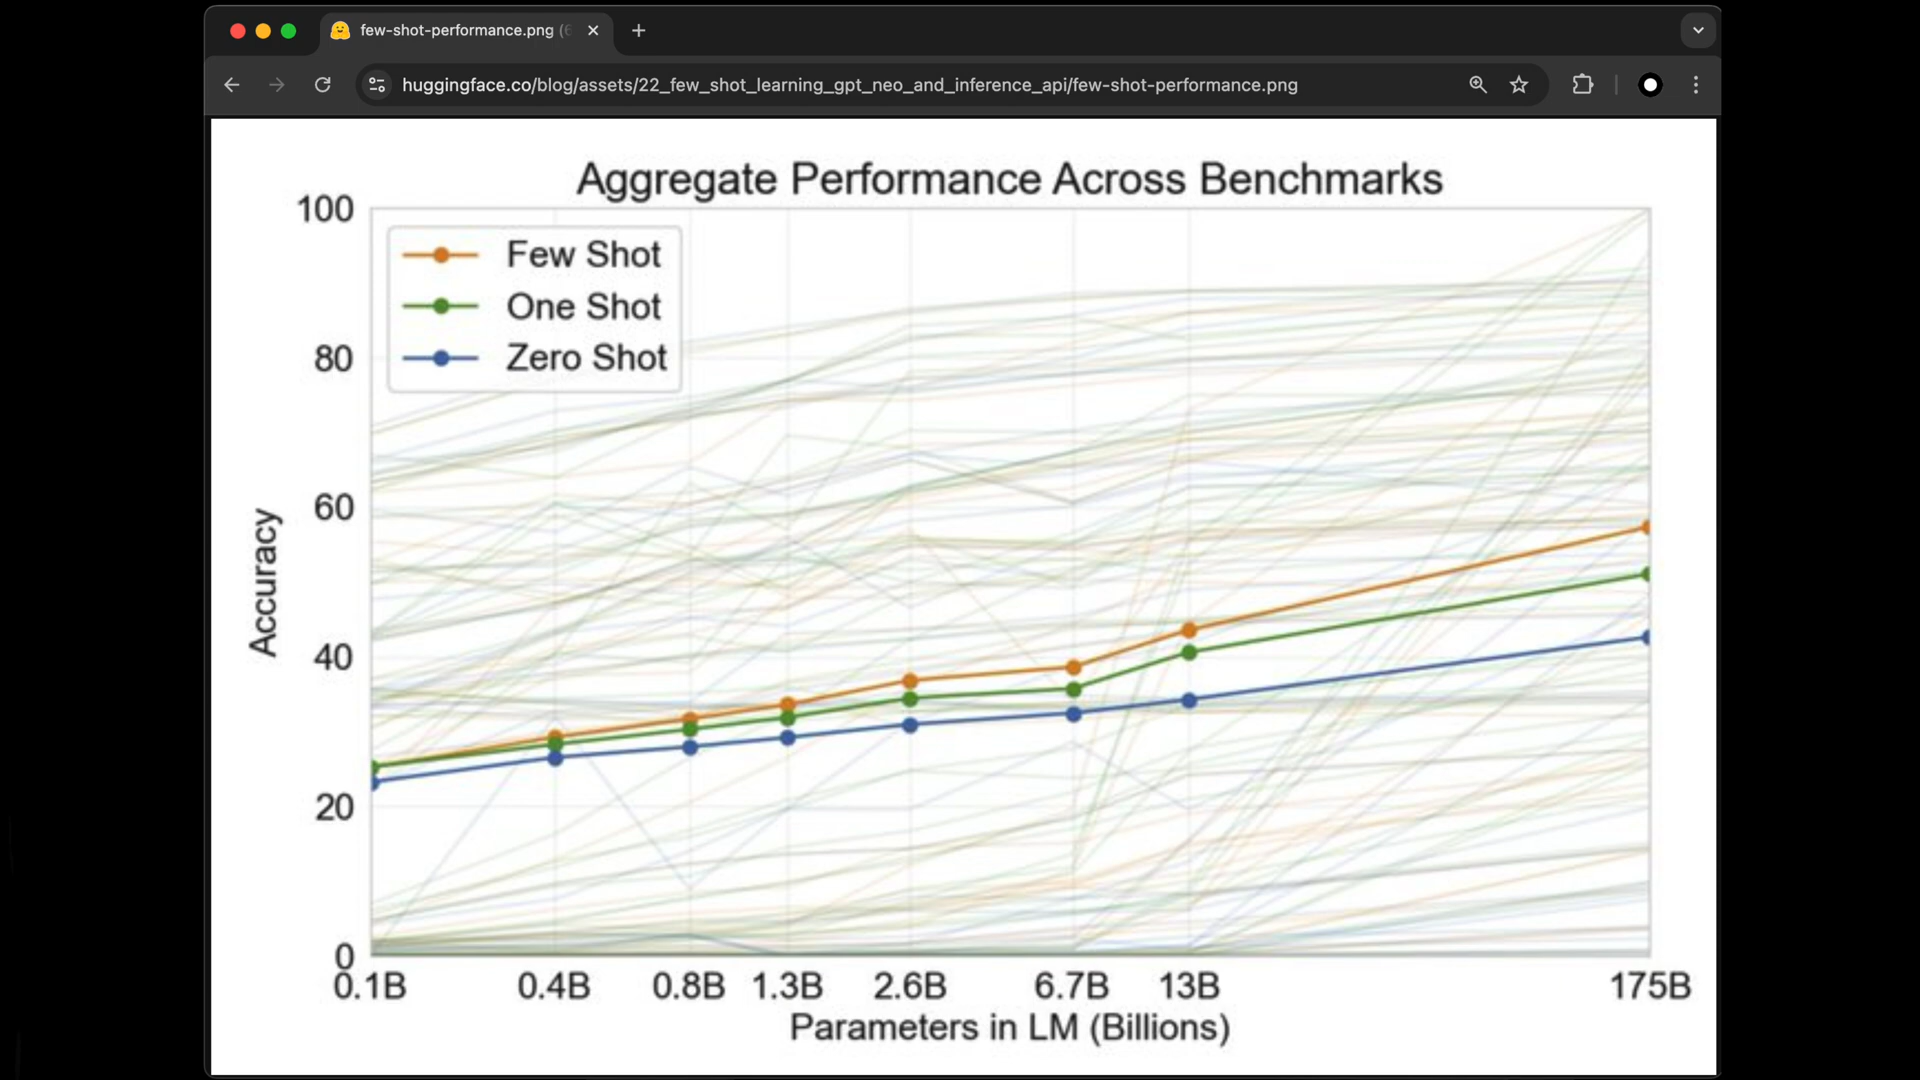 few-shot-performance.png
huggingface.co/blog/assets/22_few_shot_learning_gpt_neo_and_inference_api/few-shot-performance.png
Aggregate Performance Across Benchmarks
Few Shot
One Shot
Zero Shot
100
80
60
40
20
0
Accuracy
0.1B 0.4B 0.8B 1.3B 2.6B 6.7B 13B 175B
Parameters in LM (Billions)